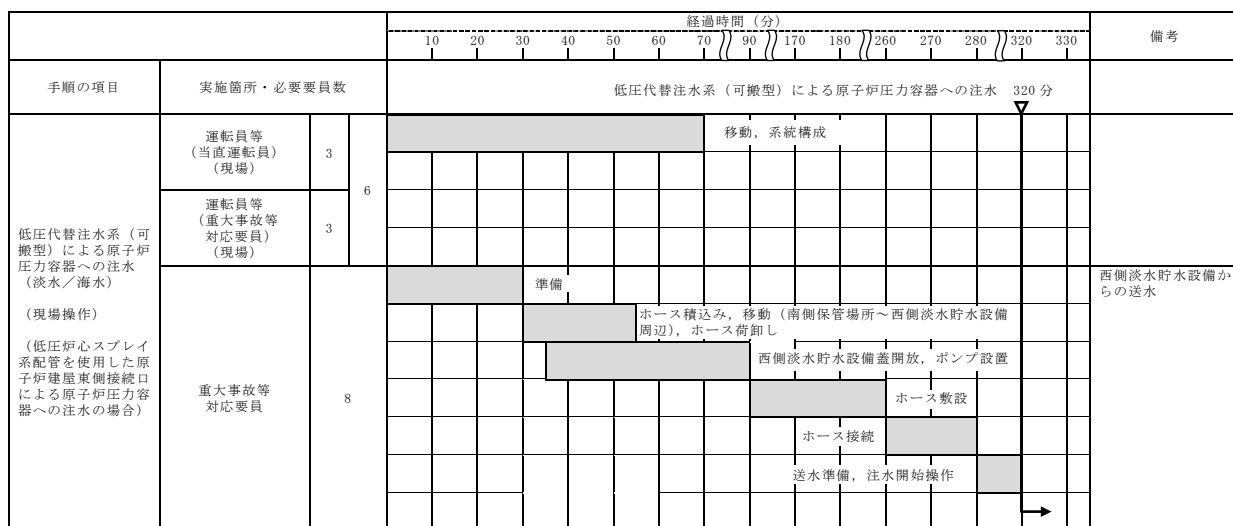 経過時間（分）
備考
10 20 30 40 50 60 70 90 170 180 260 270 280 320 330
手順の項目
実施箇所・必要要員数
低圧代替注水系（可搬型）による原子炉圧力容器への注水 320 分
運転員等
（当直運転員）
（現場）
3
移動，系統構成
6
運転員等
（重大事故等
対応要員）
（現場）
3
低圧代替注水系（可
搬型）による原子炉
圧力容器への注水
（淡水／海水）
（現場操作）
（低圧炉心スプレイ
系配管を使用した原
子炉建屋東側接続口
による原子炉圧力容
器への注水の場合）
重大事故等
対応要員
8
準備
ホース積込み，移動（南側保管場所～西側淡水貯水設備
周辺），ホース荷卸し
西側淡水貯水設備蓋開放，ポンプ設置
ホース敷設
ホース接続
送水準備，注水開始操作
西側淡水貯水設備か
らの送水